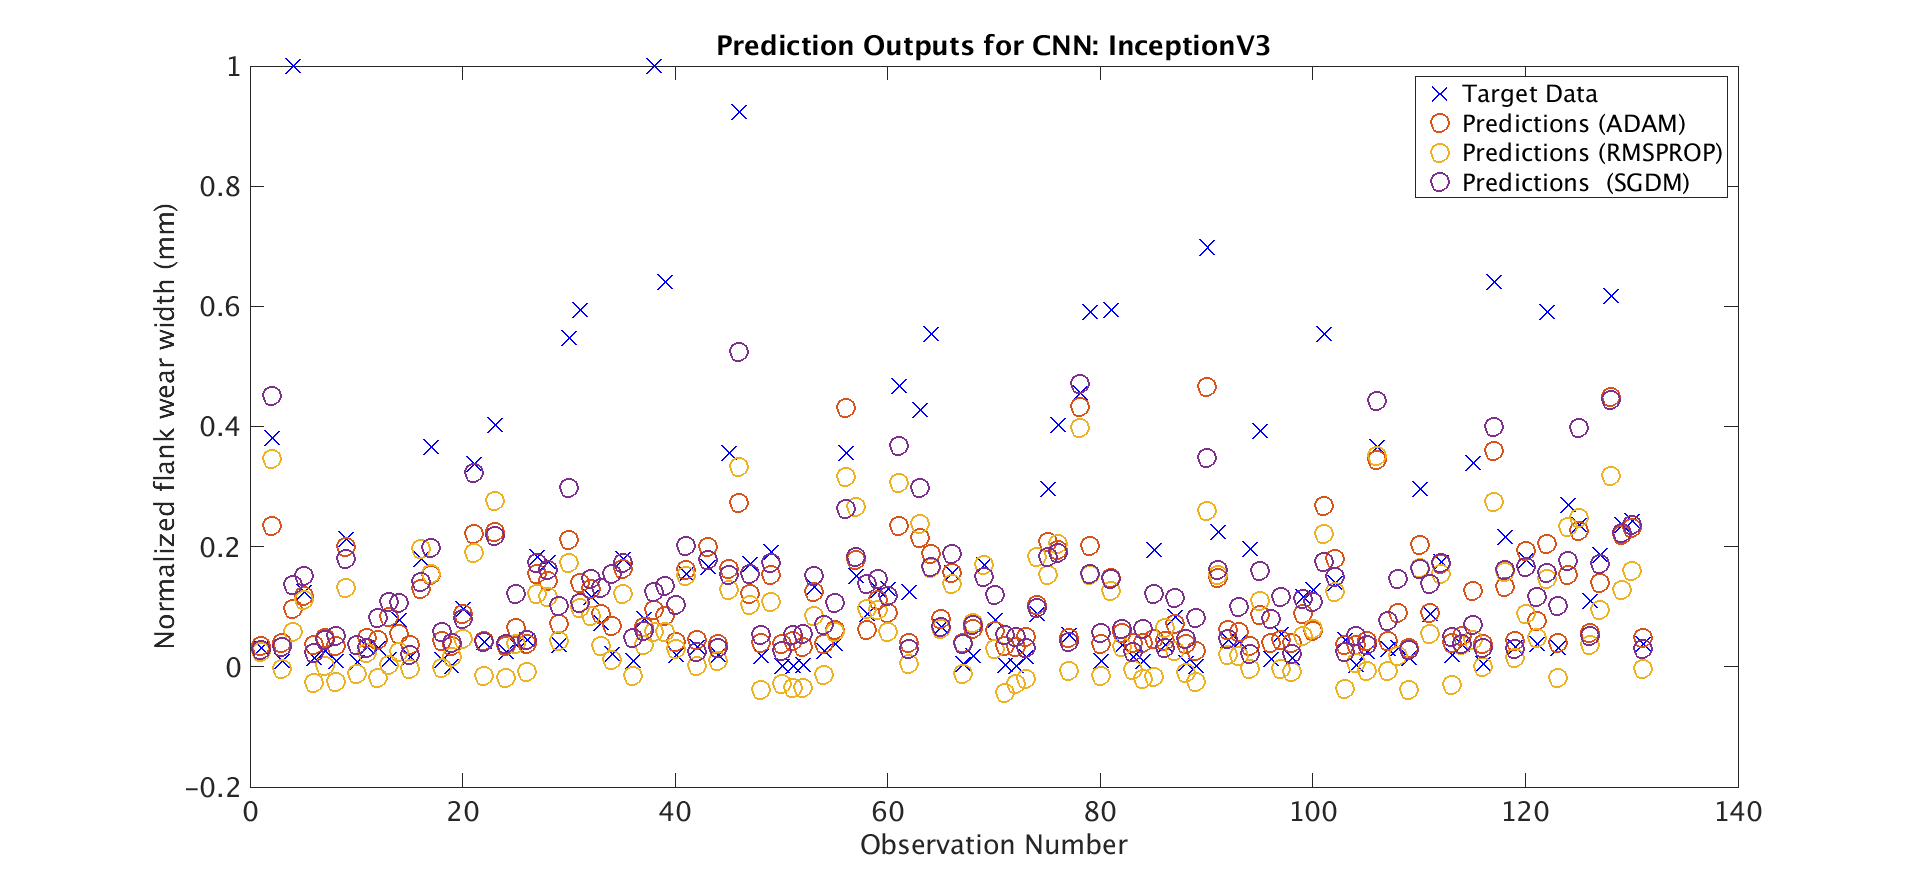 Prediction Outputs for CNN: InceptionV3
Target Data
Predictions (ADAM)
Predictions (RMSPROP)
Predictions (SGDM)
Normalized flank wear width (mm)
1
0.8
0.6
0.4
0.2
0
-0.2
0 20 40 60 80 100 120 140
Observation Number